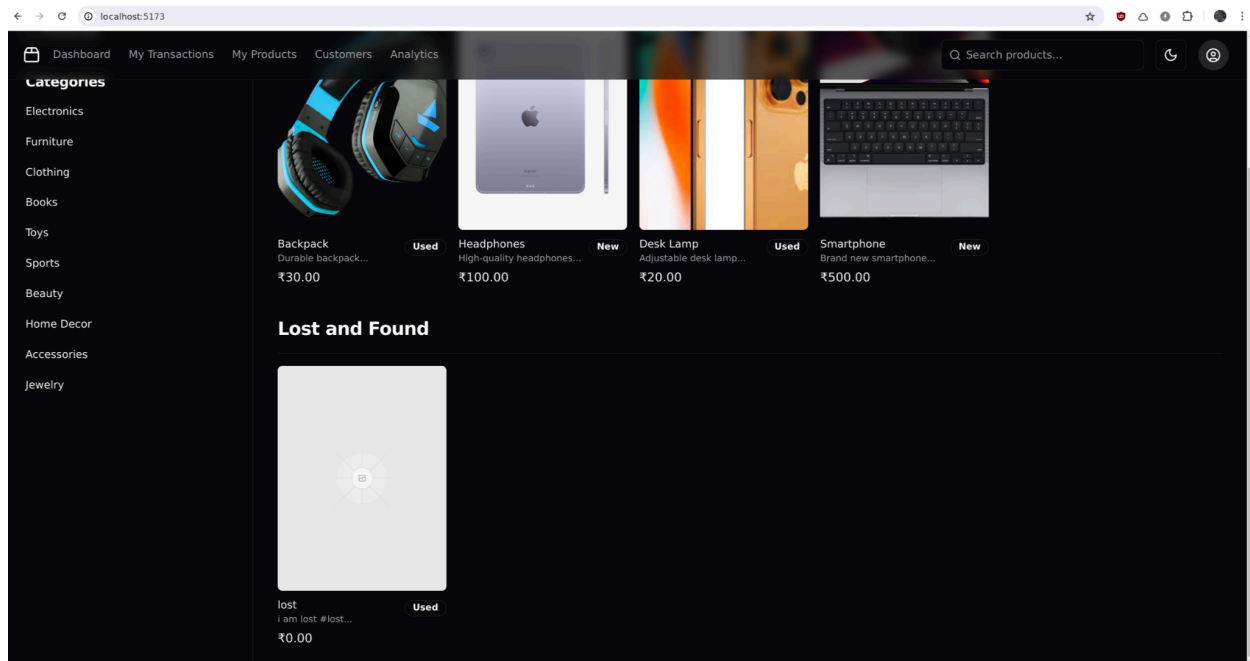 localhost:5173
Dashboard My Transactions My Products Customers Analytics
Search products...
Categories
Electronics
Furniture
Clothing
Books
Toys
Sports
Beauty
Home Decor
Accessories
Jewelry
Backpack Used
Durable backpack...
₹30.00
Headphones New
High-quality headphones...
₹100.00
Desk Lamp Used
Adjustable desk lamp...
₹20.00
Smartphone New
Brand new smartphone...
₹500.00
Lost and Found
lost Used
i am lost #lost...
₹0.00